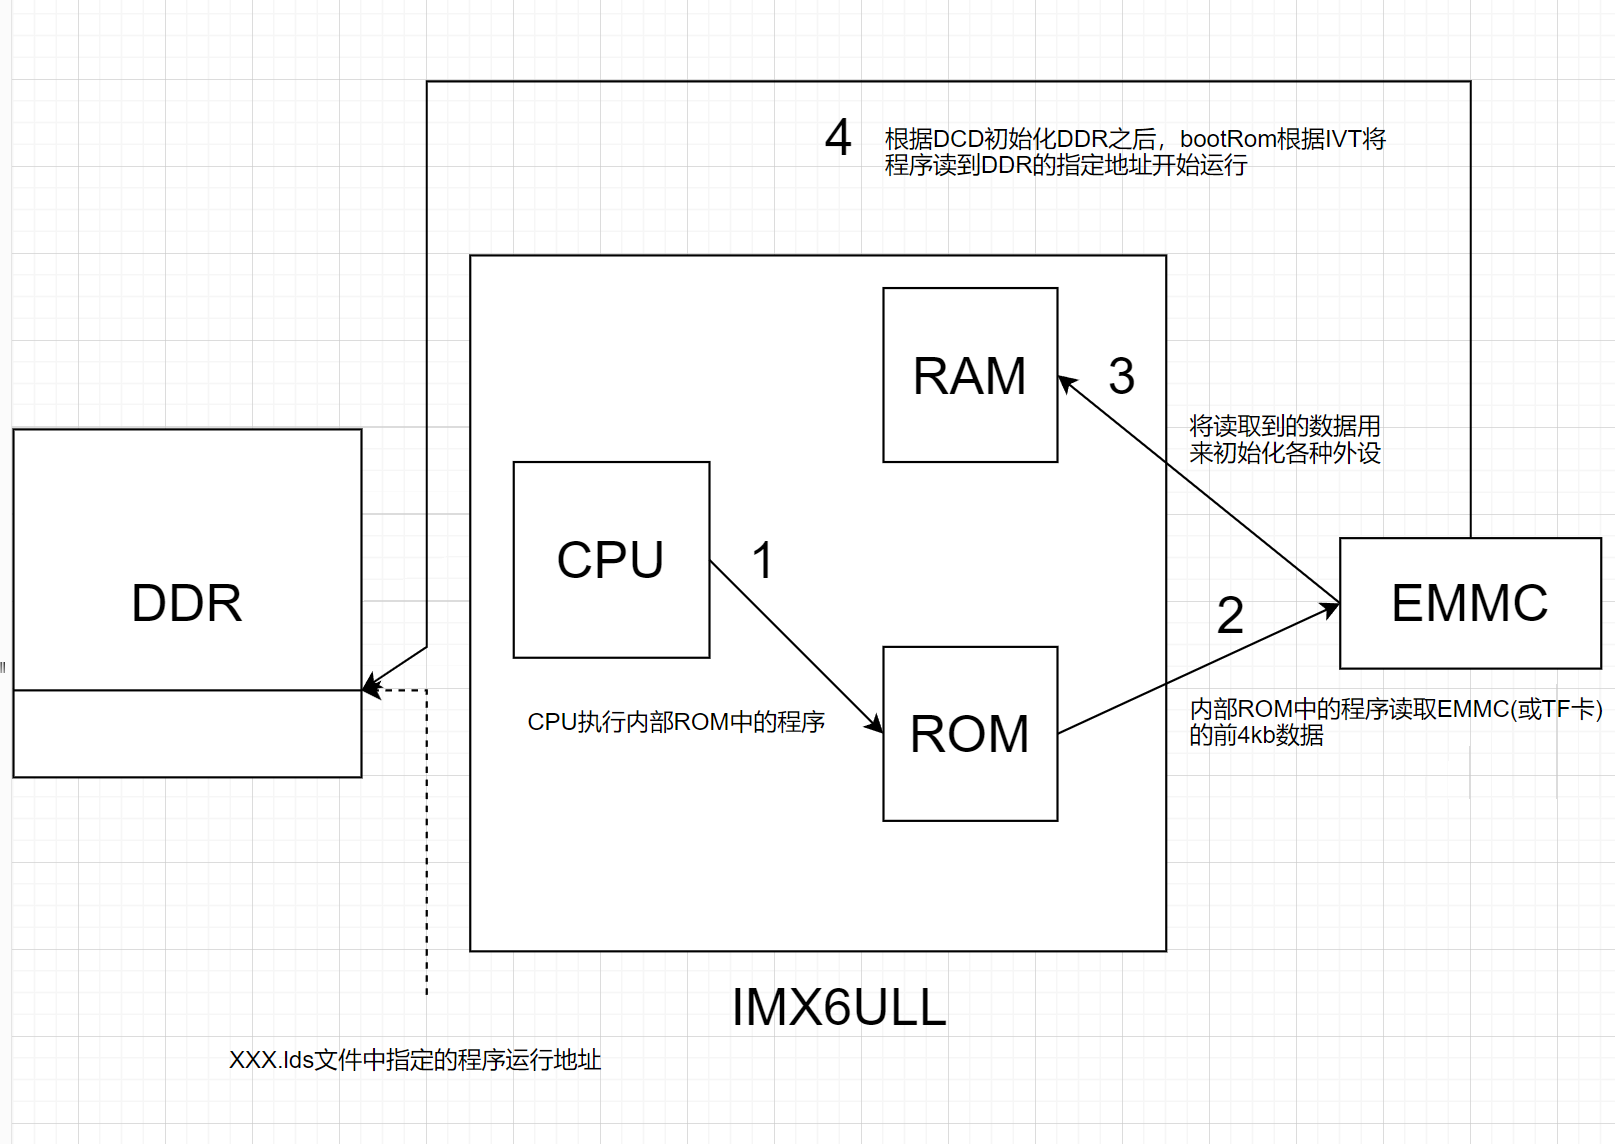 4
根据DCD初始化DDR之后，bootRom根据IVT将
程序读到DDR的指定地址开始运行
RAM
3
将读取到的数据用
来初始化各种外设
CPU
1
DDR
2
EMMC
CPU执行内部ROM中的程序
ROM
内部ROM中的程序读取EMMC(或TF卡)
的前4kb数据
IMX6ULL
XXX.lds文件中指定的程序运行地址